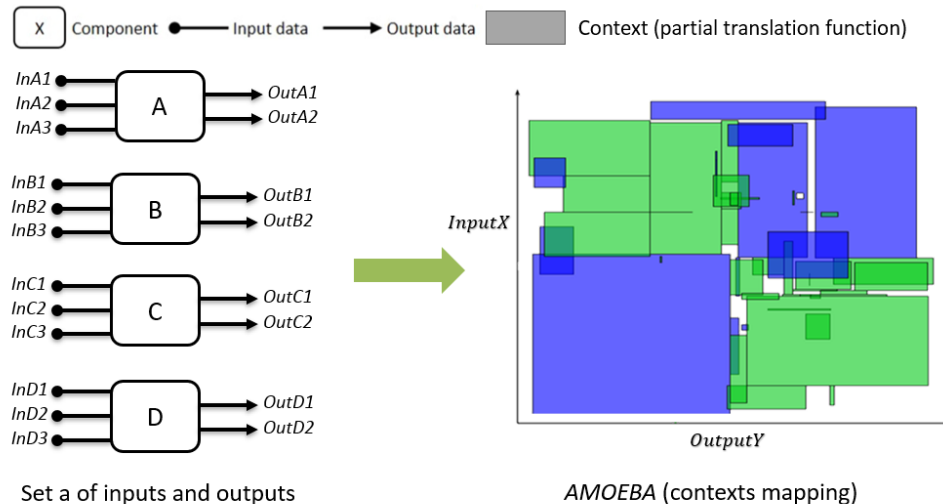 X Component Input data Output data Context (partial translation function)
InA1
InA2
InA3
A
OutA1
OutA2
InB1
InB2
InB3
B
OutB1
OutB2
InC1
InC2
InC3
C
OutC1
OutC2
InD1
InD2
InD3
D
OutD1
OutD2
InputX
OutputY
Set a of inputs and outputs
AMOEBA (contexts mapping)